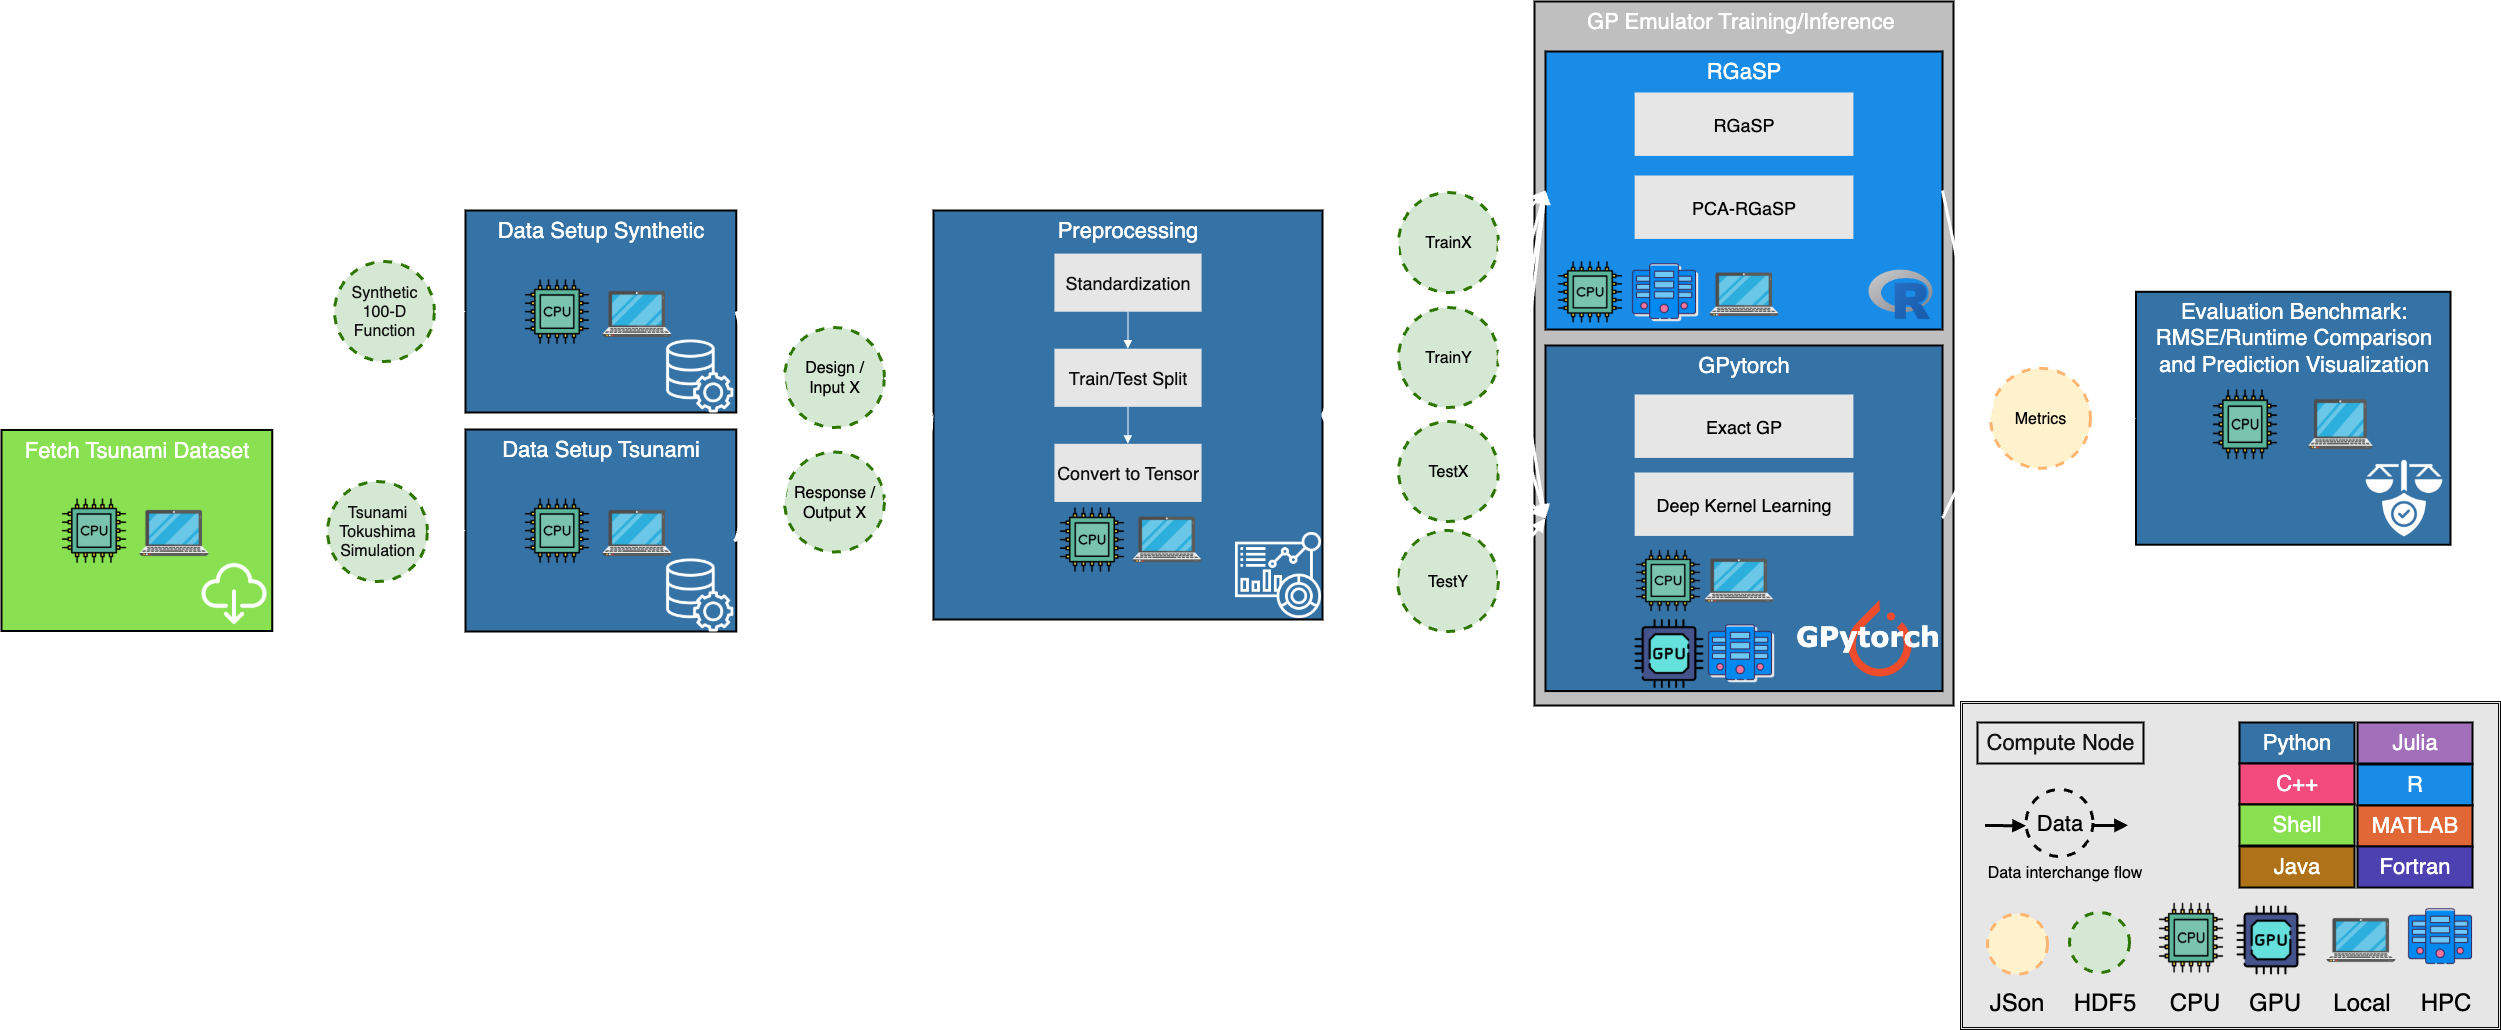 Fetch Tsunami Dataset
CPU
Synthetic
100-D
Function
Tsunami
Tokushima
Simulation
Data Setup Synthetic
CPU
Data Setup Tsunami
CPU
Design /
Input X
Response /
Output X
Preprocessing
Standardization
Train/Test Split
Convert to Tensor
CPU
TrainX
TrainY
TestX
TestY
GP Emulator Training/Inference
RGaSP
RGaSP
PCA-RGaSP
CPU
R
GPytorch
Exact GP
Deep Kernel Learning
CPU
GPU
GPytorch
Metrics
Evaluation Benchmark:
RMSE/Runtime Comparison
and Prediction Visualization
CPU
Compute Node
Data
Data interchange flow
Python
Julia
C++
R
Shell
MATLAB
Java
Fortran
CPU
GPU
JSon
HDF5
CPU
GPU
Local
HPC